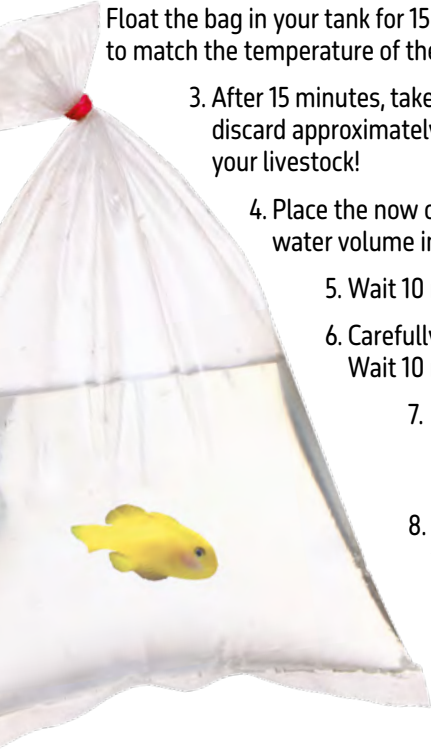 Float the bag in your tank for 15
to match the temperature of the
3. After 15 minutes, take
discard approximately
your livestock!
4. Place the now
water volume in
5. Wait 10
6. Carefully
Wait 10
7.
8.